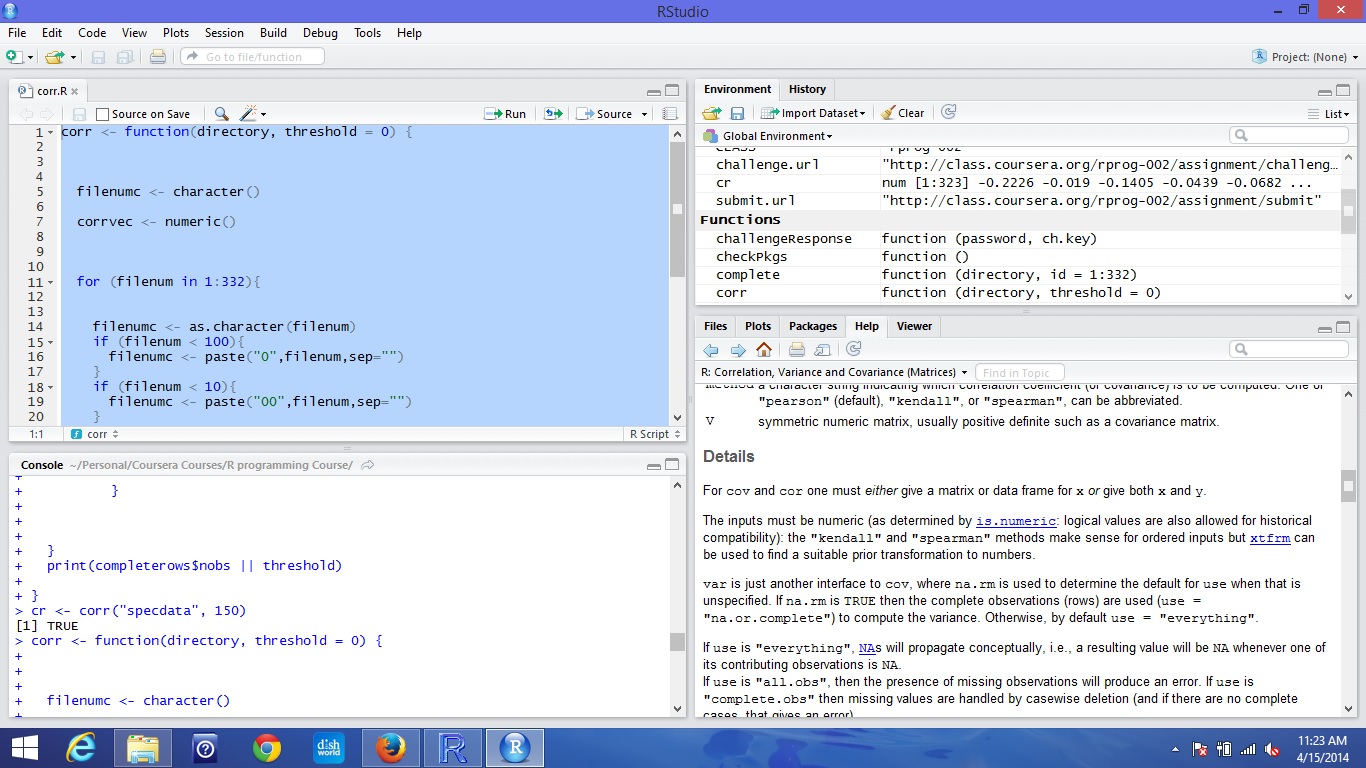 RStudio
File Edit Code View Plots Session Build Debug Tools Help
Go to file/function
Project: (None)
corr.R
Source on Save
Run
Source
1 corr <- function(directory, threshold = 0) {
2
3
4
5 filenumc <- character()
6
7 corrvec <- numeric()
8
9
10
11 for (filenum in 1:332){
12
13
14 filenumc <- as.character(filenum)
15 if (filenum < 100){
16 filenumc <- paste("0",filenum,sep="")
17 }
18 if (filenum < 10){
19 filenumc <- paste("00",filenum,sep="")
20 }
1:1 corr R Script
Console ~/Personal/Coursera Courses/R programming Course/
+
+ }
+
+
+
+ }
+ print(completerows$nobs || threshold)
+
+ }
> cr <- corr("specdata", 150)
[1] TRUE
> corr <- function(directory, threshold = 0) {
+
+
+
+ filenumc <- character()
+
Environment History
Import Dataset Clear List
Global Environment
CLASS "rprog-002"
challenge.url "http://class.coursera.org/rprog-002/assignment/challeng…
cr num [1:323] -0.2226 -0.019 -0.1405 -0.0439 -0.0682 ...
submit.url "http://class.coursera.org/rprog-002/assignment/submit"
Functions
challengeResponse function (password, ch.key)
checkPkgs function ()
complete function (directory, id = 1:332)
corr function (directory, threshold = 0)
Files Plots Packages Help Viewer
R: Correlation, Variance and Covariance (Matrices) Find in Topic
method a character string indicating which correlation coefficient (or covariance) is to be computed. One of
"pearson" (default), "kendall", or "spearman", can be abbreviated.
V symmetric numeric matrix, usually positive definite such as a covariance matrix.
Details
For cov and cor one must either give a matrix or data frame for x or give both x and y.
The inputs must be numeric (as determined by is.numeric: logical values are also allowed for historical
compatibility): the "kendall" and "spearman" methods make sense for ordered inputs but xtfrm can
be used to find a suitable prior transformation to numbers.
var is just another interface to cov, where na.rm is used to determine the default for use when that is
unspecified. If na.rm is TRUE then the complete observations (rows) are used (use =
"na.or.complete") to compute the variance. Otherwise, by default use = "everything".
If use is "everything", NAs will propagate conceptually, i.e., a resulting value will be NA whenever one of
its contributing observations is NA.
If use is "all.obs", then the presence of missing observations will produce an error. If use is
"complete.obs" then missing values are handled by casewise deletion (and if there are no complete
cases, that gives an error).
dish
world
11:23 AM
4/15/2014